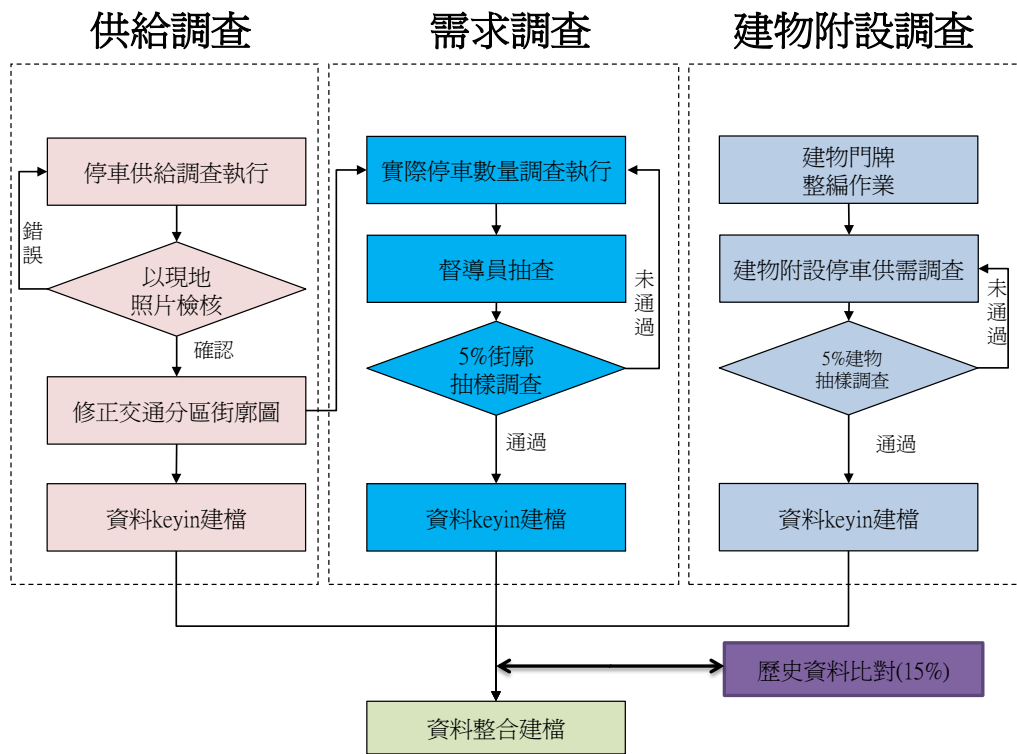 供給調查
停車供給調查執行
錯
誤
以現地
照片檢核
確認
修正交通分區街廓圖
資料keyin建檔
需求調查
實際停車數量調查執行
督導員抽查
未
通
過
5%街廓
抽樣調查
通過
資料keyin建檔
建物附設調查
建物門牌
整編作業
建物附設停車供需調查
未
通
過
5%建物
抽樣調查
通過
資料keyin建檔
歷史資料比對(15%)
資料整合建檔